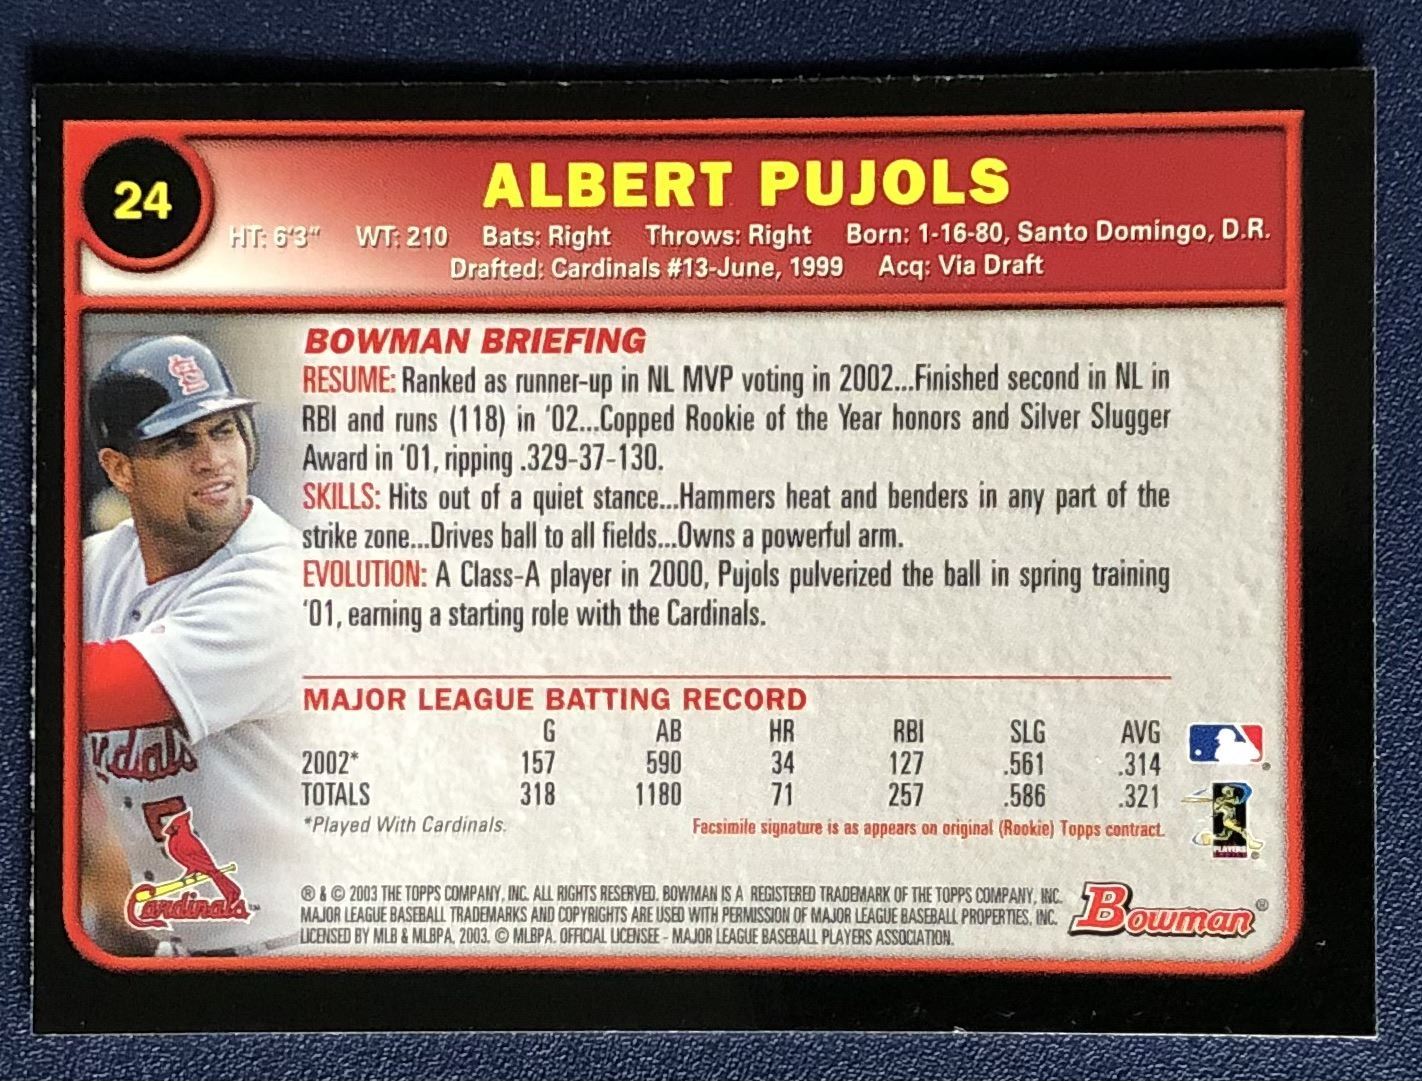 24
ALBERT PUJOLS
HT: 6'3" WT: 210 Bats: Right Throws: Right Born: 1-16-80, Santo Domingo, D.R.
Drafted: Cardinals #13-June, 1999 Acq: Via Draft
BOWMAN BRIEFING
RESUME: Ranked as runner-up in NL MVP voting in 2002...Finished second in NL in
RBI and runs (118) in '02...Copped Rookie of the Year honors and Silver Slugger
Award in '01, ripping .329-37-130.
SKILLS: Hits out of a quiet stance...Hammers heat and benders in any part of the
strike zone...Drives ball to all fields...Owns a powerful arm.
EVOLUTION: A Class-A player in 2000, Pujols pulverized the ball in spring training
'01, earning a starting role with the Cardinals.
MAJOR LEAGUE BATTING RECORD
G AB HR RBI SLG AVG
2002* 157 590 34 127 .561 .314
TOTALS 318 1180 71 257 .586 .321
*Played With Cardinals.
Facsimile signature is as appears on original (Rookie) Topps contract.
Cardinals™
® & © 2003 THE TOPPS COMPANY, INC. ALL RIGHTS RESERVED. BOWMAN IS A REGISTERED TRADEMARK OF THE TOPPS COMPANY, INC.
MAJOR LEAGUE BASEBALL TRADEMARKS AND COPYRIGHTS ARE USED WITH PERMISSION OF MAJOR LEAGUE BASEBALL PROPERTIES, INC.
LICENSED BY MLB & MLBPA, 2003. © MLBPA. OFFICIAL LICENSEE - MAJOR LEAGUE BASEBALL PLAYERS ASSOCIATION.
Bowman®